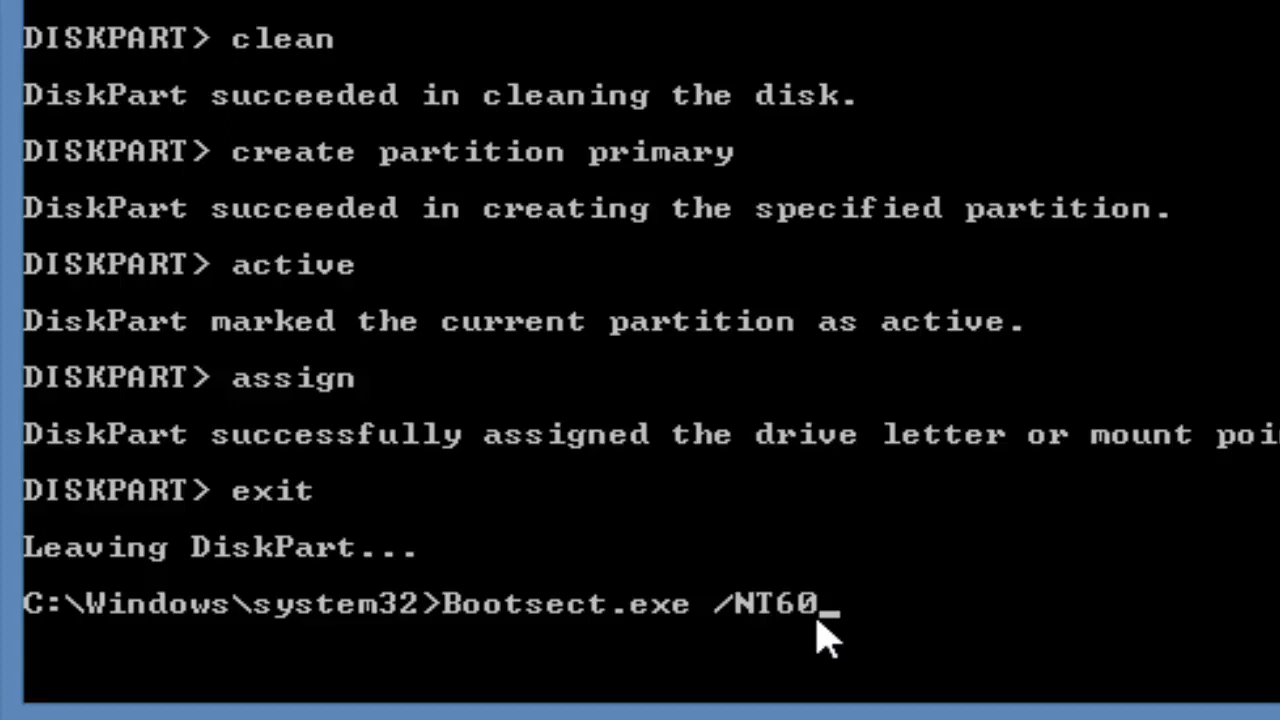 DISKPART> clean
DiskPart succeeded in cleaning the disk.
DISKPART> create partition primary
DiskPart succeeded in creating the specified partition.
DISKPART> active
DiskPart marked the current partition as active.
DISKPART> assign
DiskPart successfully assigned the drive letter or mount
DISKPART> exit
Leaving DiskPart...
C:\Windows\system32>Bootsect.exe /NT60_